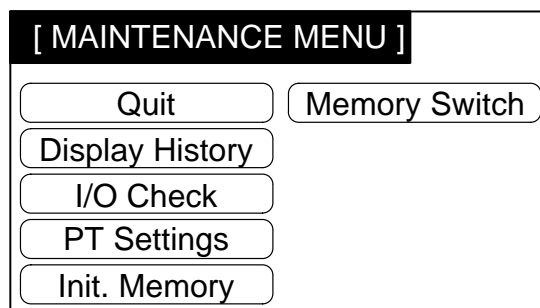 [ MAINTENANCE MENU ]
Quit
Memory Switch
Display History
I/O Check
PT Settings
Init. Memory